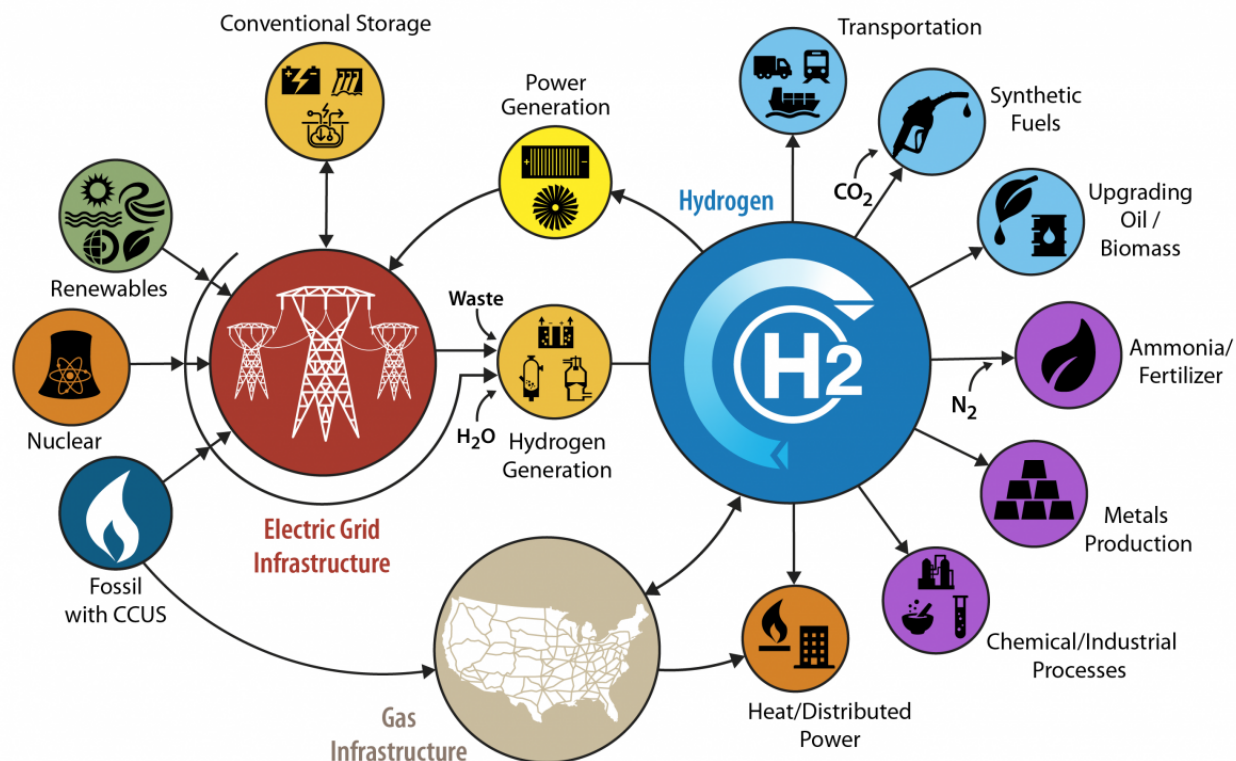 Conventional Storage
Transportation
Power
Generation
Synthetic
Fuels
CO2
Hydrogen
Upgrading
Oil /
Biomass
Renewables
Waste
H2
Ammonia/
Fertilizer
N2
Nuclear
H2O
Hydrogen
Generation
Electric Grid
Infrastructure
Metals
Production
Fossil
with CCUS
Chemical/Industrial
Processes
Gas
Infrastructure
Heat/Distributed
Power